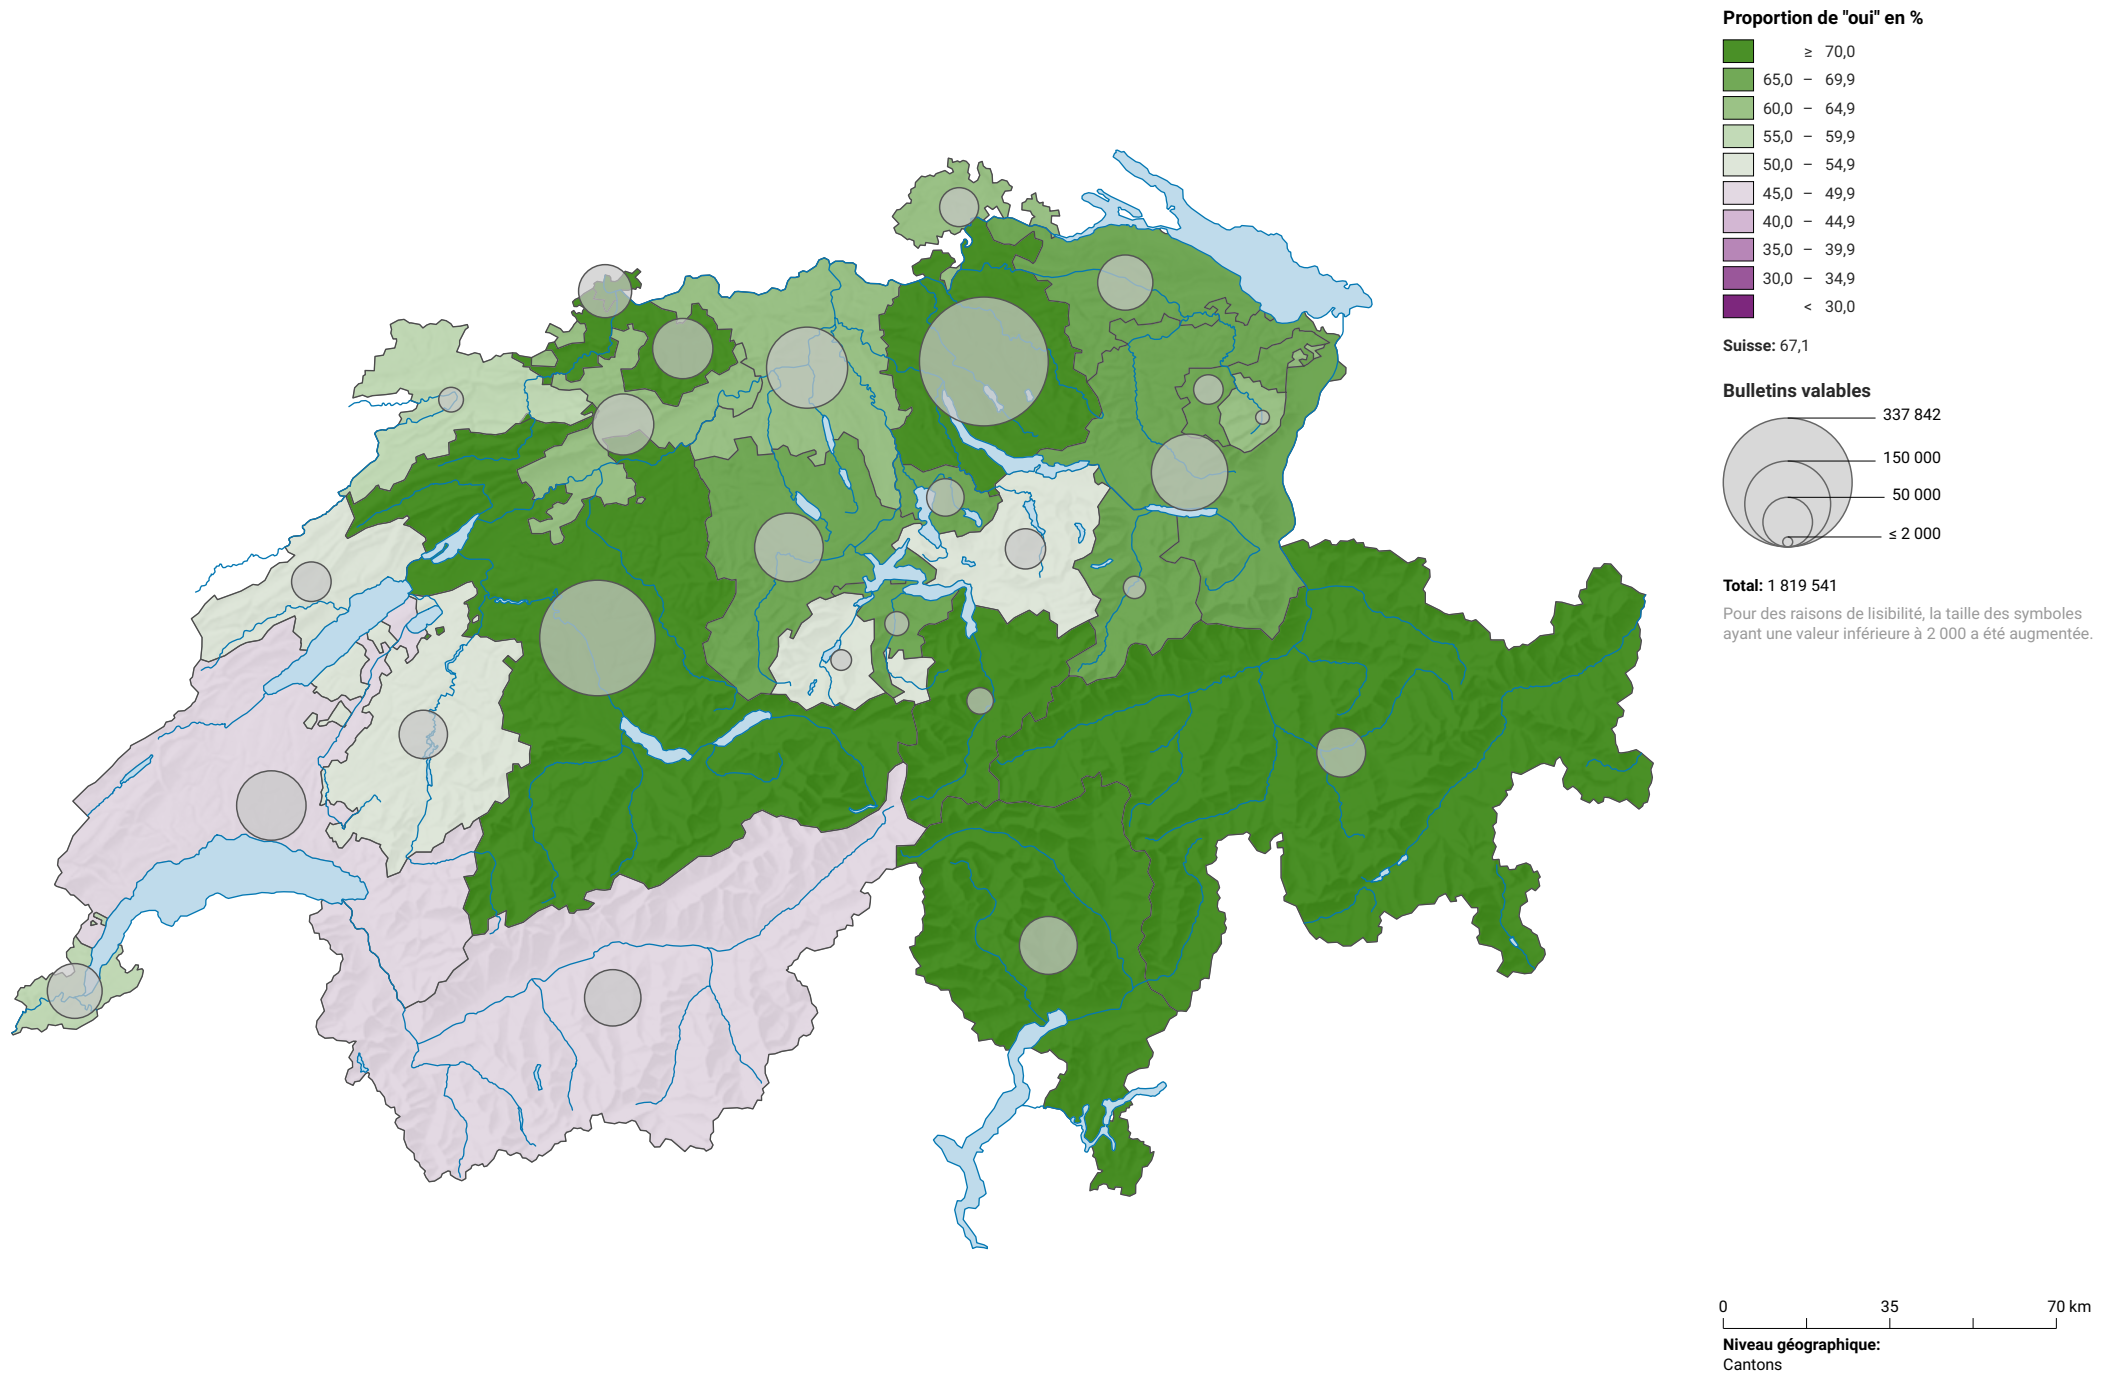 Proportion de "oui" en %
≥ 70,0
65,0 – 69,9
60,0 – 64,9
55,0 – 59,9
50,0 – 54,9
45,0 – 49,9
40,0 – 44,9
35,0 – 39,9
30,0 – 34,9
< 30,0
Suisse: 67,1
Bulletins valables
337 842
150 000
50 000
≤ 2 000
Total: 1 819 541
Pour des raisons de lisibilité, la taille des symboles
ayant une valeur inférieure à 2 000 a été augmentée.
0 35 70 km
Niveau géographique:
Cantons